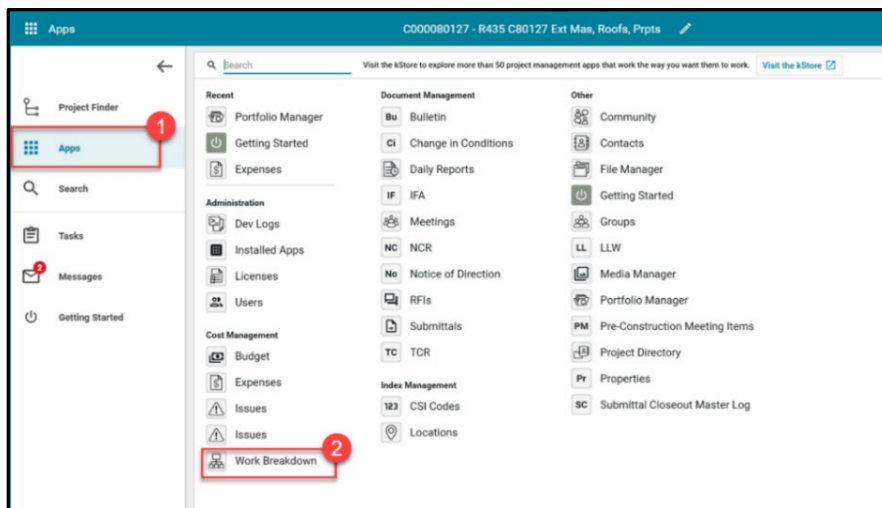 Apps
C000080127 - R435 C80127 Ext Mas, Roofs, Prpts
Project Finder
1
Apps
Search
Tasks
2
Messages
Getting Started
Search
Visit the kStore to explore more than 50 project management apps that work the way you want them to work.
Visit the kStore
Recent
Portfolio Manager
Getting Started
Expenses
Administration
Dev Logs
Installed Apps
Licenses
Users
Cost Management
Budget
Expenses
Issues
Issues
2
Work Breakdown
Document Management
Bu Bulletin
Ci Change in Conditions
Daily Reports
IF IFA
Meetings
NC NCR
No Notice of Direction
RFIs
Submittals
TC TCR
Index Management
123 CSI Codes
Locations
Other
Community
Contacts
File Manager
Getting Started
Groups
LL LLW
Media Manager
Portfolio Manager
PM Pre-Construction Meeting Items
Project Directory
Pr Properties
SC Submittal Closeout Master Log